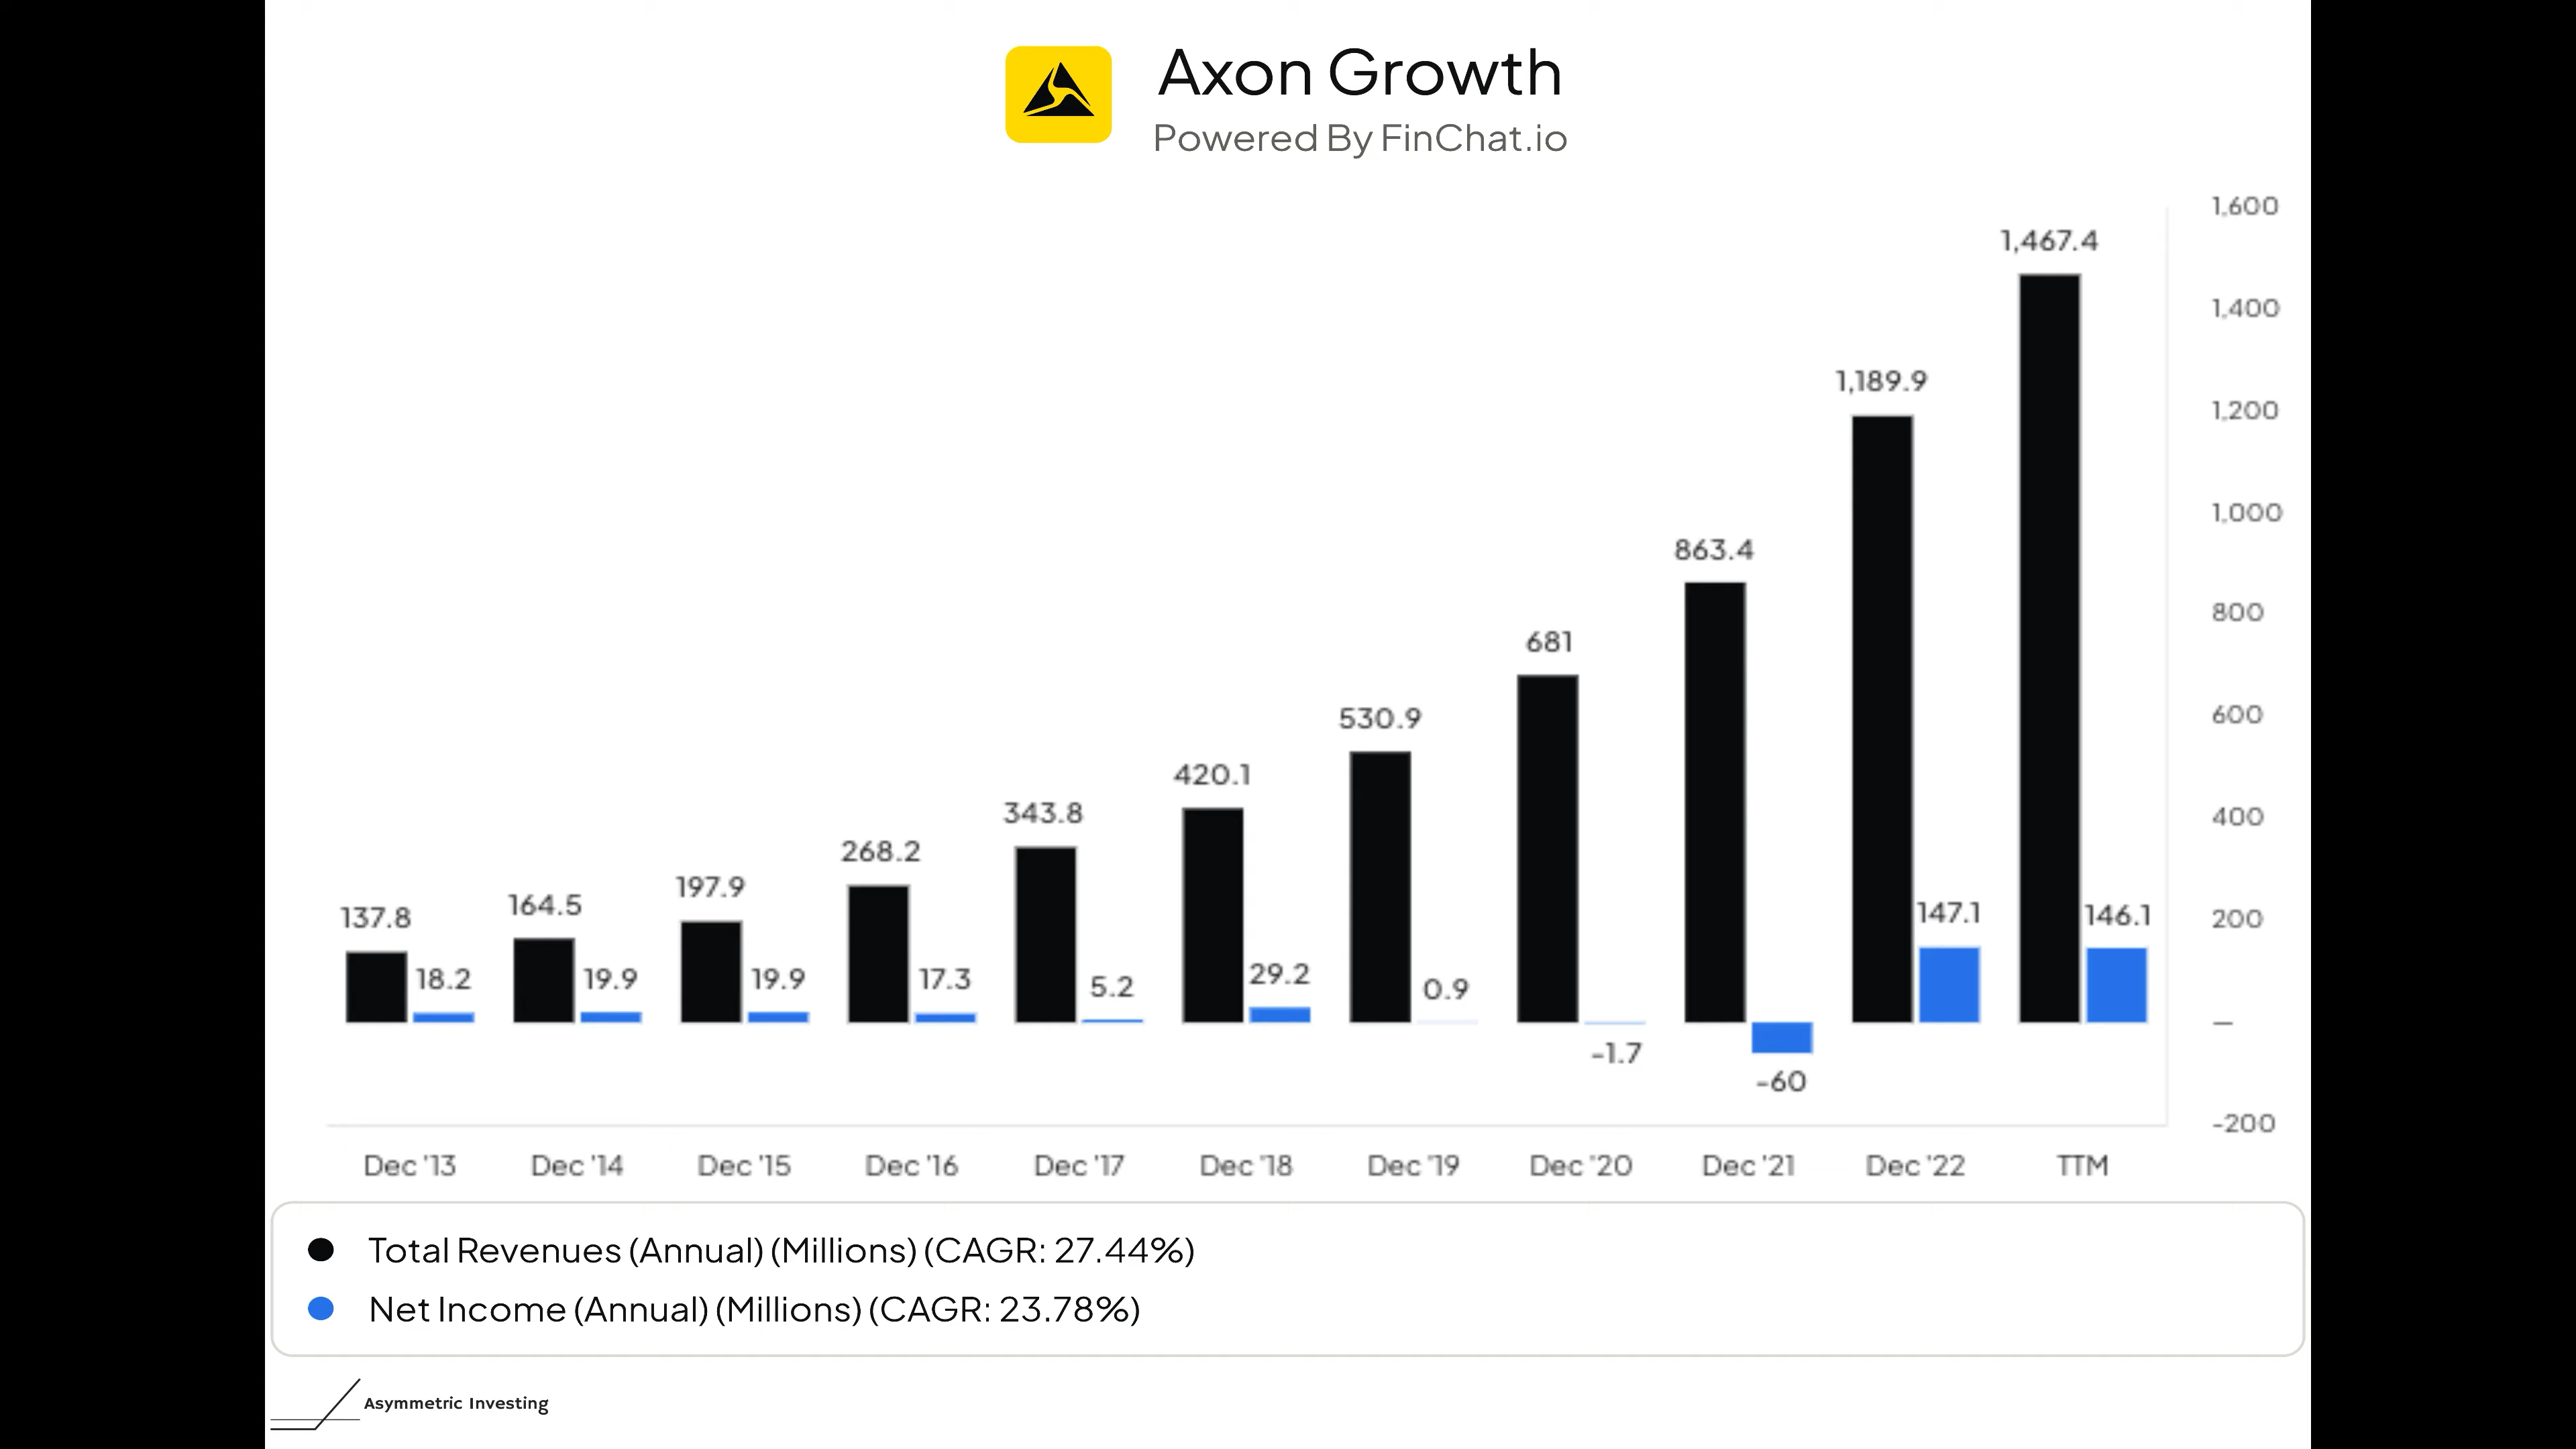 Axon Growth
Powered By FinChat.io
1,600
1,400
1,200
1,000
800
600
400
200
—
-200
137.8
18.2
164.5
19.9
197.9
19.9
268.2
17.3
343.8
5.2
420.1
29.2
530.9
0.9
681
-1.7
863.4
-60
1,189.9
147.1
1,467.4
146.1
Dec '13
Dec '14
Dec '15
Dec '16
Dec '17
Dec '18
Dec '19
Dec '20
Dec '21
Dec '22
TTM
Total Revenues (Annual) (Millions) (CAGR: 27.44%)
Net Income (Annual) (Millions) (CAGR: 23.78%)
Asymmetric Investing